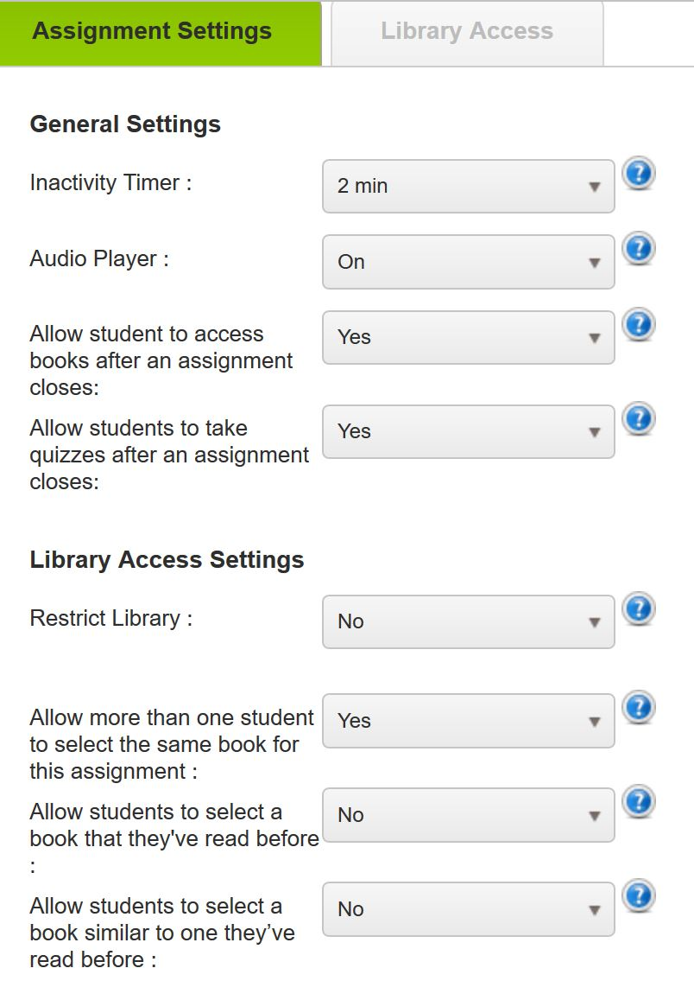 Assignment Settings
Library Access
General Settings
Inactivity Timer :
2 min
Audio Player :
On
Allow student to access
books after an assignment
closes:
Yes
Allow students to take
quizzes after an assignment
closes:
Yes
Library Access Settings
Restrict Library :
No
Allow more than one student
to select the same book for
this assignment :
Yes
Allow students to select a
book that they've read before
:
No
Allow students to select a
book similar to one they’ve
read before :
No